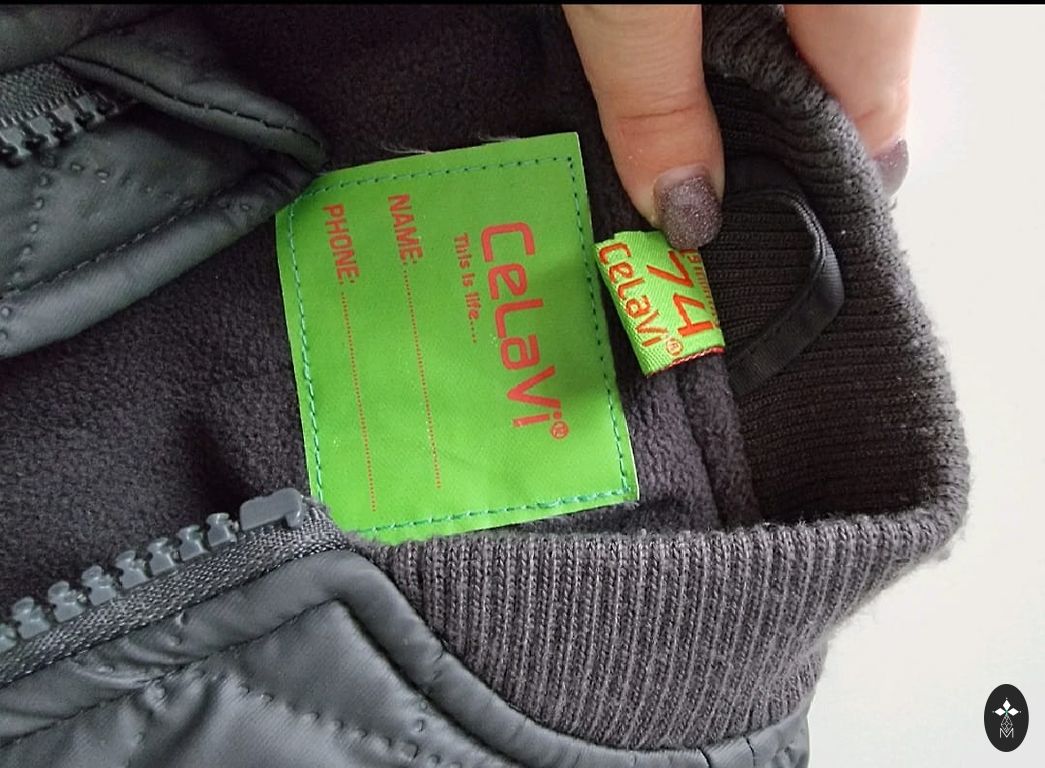 CeLaVi®
This is life...
NAME:
PHONE:
74
CeLaVi®
M